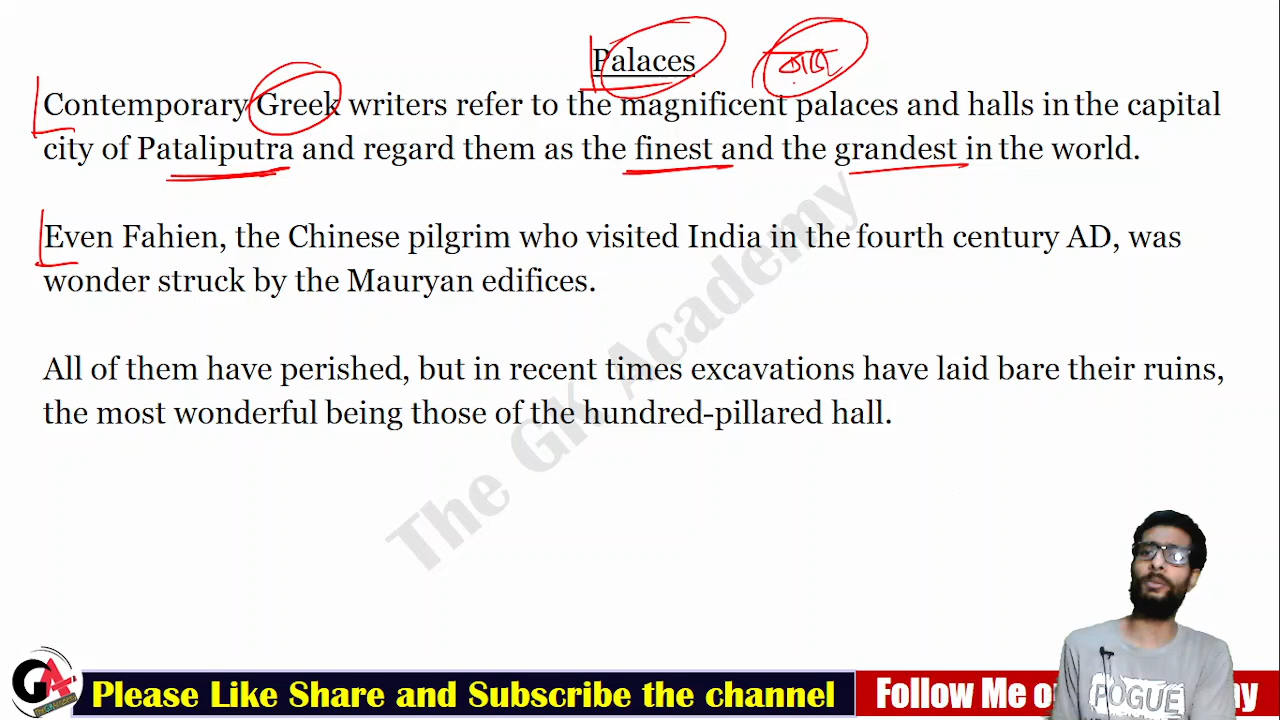 Palaces
Contemporary Greek writers refer to the magnificent palaces and halls in the capital
city of Pataliputra and regard them as the finest and the grandest in the world.
Even Fahien, the Chinese pilgrim who visited India in the fourth century AD, was
wonder struck by the Mauryan edifices.
All of them have perished, but in recent times excavations have laid bare their ruins,
the most wonderful being those of the hundred-pillared hall.
The GK Academy
GA
Please Like Share and Subscribe the channel
Follow Me o
my
POGUE